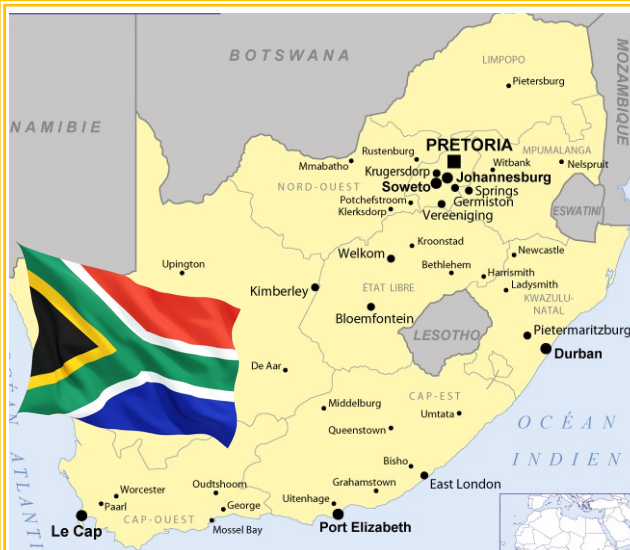 BOTSWANA
NAMIBIE
MOZAMBIQUE
LIMPOPO
Pietersburg
PRETORIA
MPUMALANGA
Rustenburg
Mmabatho
Krugersdorp
Witbank
Nelspruit
Johannesburg
NORD-OUEST
Soweto
Springs
Germiston
Potchefstroom
Klerksdorp
Vereeniging
ESWATINI
Kroonstad
Welkom
Newcastle
Upington
Bethlehem
Harrismith
Ladysmith
Kimberley
ÉTAT LIBRE
KWAZULU-
NATAL
Bloemfontein
LESOTHO
Pietermaritzburg
Durban
De Aar
CAP-EST
Middelburg
Umtata
Queenstown
OCÉAN
INDIEN
Bisho
East London
Grahamstown
Uitenhage
Port Elizabeth
Worcester
Oudtshoom
Paarl
George
CAP-OUEST
Mossel Bay
Le Cap